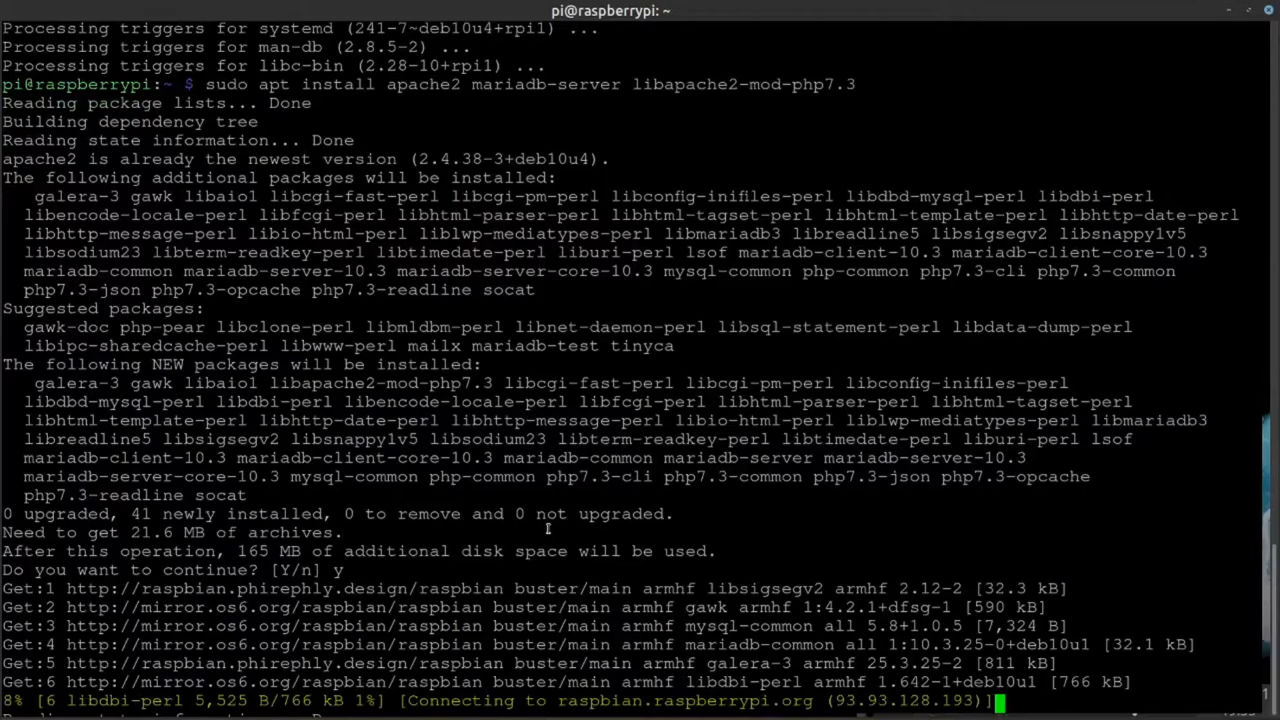 pi@raspberrypi: ~
Processing triggers for systemd (241-7~deb10u4+rpi1) ...
Processing triggers for man-db (2.8.5-2) ...
Processing triggers for libc-bin (2.28-10+rpi1) ...
pi@raspberrypi:~ $ sudo apt install apache2 mariadb-server libapache2-mod-php7.3
Reading package lists... Done
Building dependency tree
Reading state information... Done
apache2 is already the newest version (2.4.38-3+deb10u4).
The following additional packages will be installed:
galera-3 gawk libaio1 libcgi-fast-perl libcgi-pm-perl libconfig-inifiles-perl libdbd-mysql-perl libdbi-perl
libencode-locale-perl libfcgi-perl libhtml-parser-perl libhtml-tagset-perl libhtml-template-perl libhttp-date-perl
libhttp-message-perl libio-html-perl liblwp-mediatypes-perl libmariadb3 libreadline5 libsigsegv2 libsnappy1v5
libsodium23 libterm-readkey-perl libtimedate-perl liburi-perl lsof mariadb-client-10.3 mariadb-client-core-10.3
mariadb-common mariadb-server-10.3 mariadb-server-core-10.3 mysql-common php-common php7.3-cli php7.3-common
php7.3-json php7.3-opcache php7.3-readline socat
Suggested packages:
gawk-doc php-pear libclone-perl libmldbm-perl libnet-daemon-perl libsql-statement-perl libdata-dump-perl
libipc-sharedcache-perl libwww-perl mailx mariadb-test tinyca
The following NEW packages will be installed:
galera-3 gawk libaio1 libapache2-mod-php7.3 libcgi-fast-perl libcgi-pm-perl libconfig-inifiles-perl
libdbd-mysql-perl libdbi-perl libencode-locale-perl libfcgi-perl libhtml-parser-perl libhtml-tagset-perl
libhtml-template-perl libhttp-date-perl libhttp-message-perl libio-html-perl liblwp-mediatypes-perl libmariadb3
libreadline5 libsigsegv2 libsnappy1v5 libsodium23 libterm-readkey-perl libtimedate-perl liburi-perl lsof
mariadb-client-10.3 mariadb-client-core-10.3 mariadb-common mariadb-server mariadb-server-10.3
mariadb-server-core-10.3 mysql-common php-common php7.3-cli php7.3-common php7.3-json php7.3-opcache
php7.3-readline socat
0 upgraded, 41 newly installed, 0 to remove and 0 not upgraded.
Need to get 21.6 MB of archives.
After this operation, 165 MB of additional disk space will be used.
Do you want to continue? [Y/n] y
Get:1 http://raspbian.phirephly.design/raspbian buster/main armhf libsigsegv2 armhf 2.12-2 [32.3 kB]
Get:2 http://mirror.os6.org/raspbian/raspbian buster/main armhf gawk armhf 1:4.2.1+dfsg-1 [590 kB]
Get:3 http://mirror.os6.org/raspbian/raspbian buster/main armhf mysql-common all 5.8+1.0.5 [7,324 B]
Get:4 http://mirror.os6.org/raspbian/raspbian buster/main armhf mariadb-common all 1:10.3.25-0+deb10u1 [32.1 kB]
Get:5 http://raspbian.phirephly.design/raspbian buster/main armhf galera-3 armhf 25.3.25-2 [811 kB]
Get:6 http://mirror.os6.org/raspbian/raspbian buster/main armhf libdbi-perl armhf 1.642-1+deb10u1 [766 kB]
8% [6 libdbi-perl 5,525 B/766 kB 1%] [Connecting to raspbian.raspberrypi.org (93.93.128.193)]